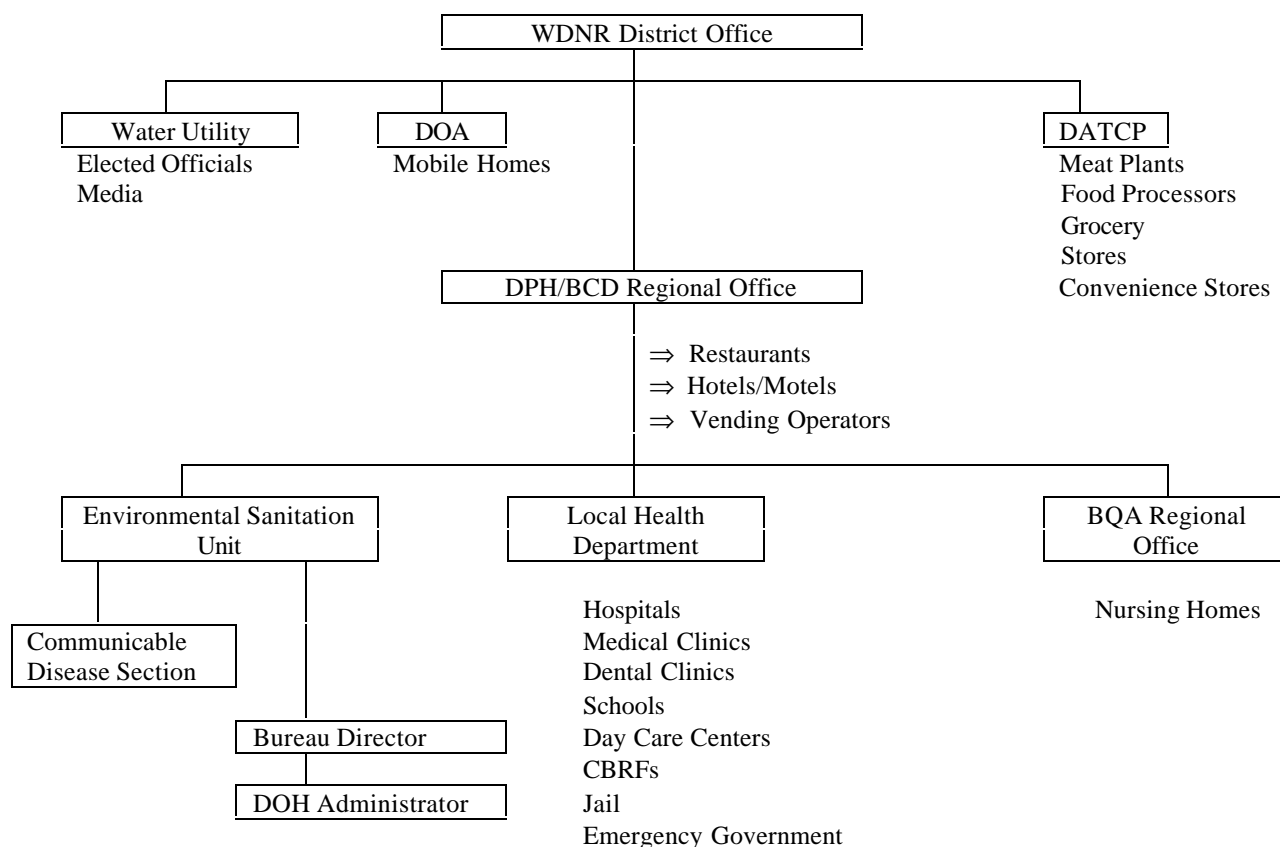 WDNR District Office
Water Utility
Elected Officials
Media
DOA
Mobile Homes
DATCP
Meat Plants
Food Processors
Grocery
Stores
Convenience Stores
DPH/BCD Regional Office
⇒ Restaurants
⇒ Hotels/Motels
⇒ Vending Operators
Environmental Sanitation
Unit
Local Health
Department
BQA Regional
Office
Communicable
Disease Section
Bureau Director
DOH Administrator
Hospitals
Medical Clinics
Dental Clinics
Schools
Day Care Centers
CBRFs
Jail
Emergency Government
Nursing Homes